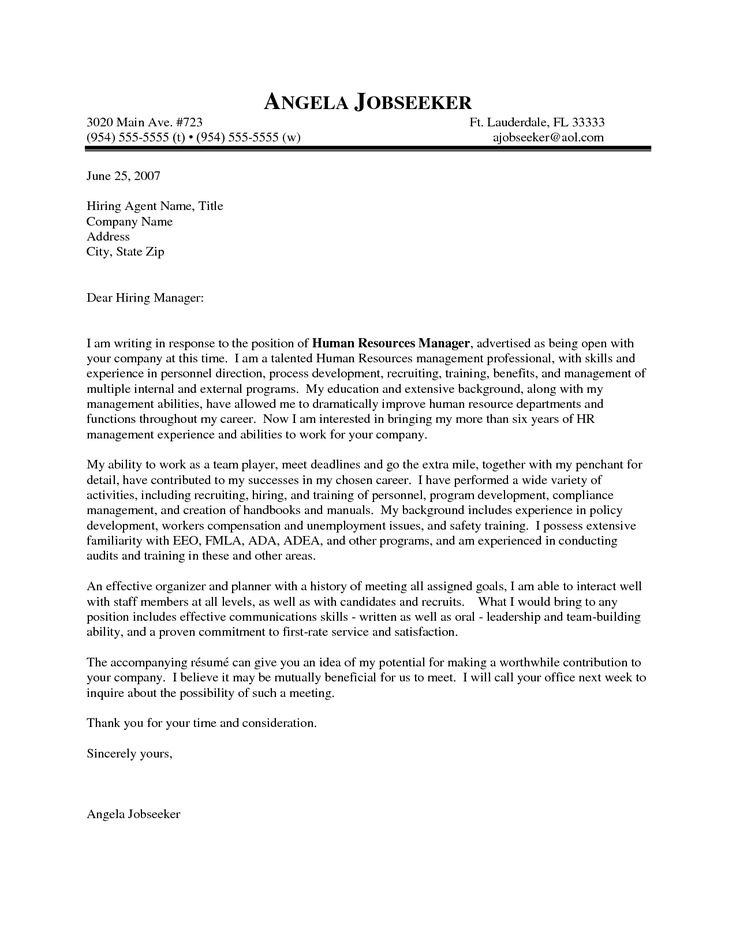 ANGELA JOBSEEKER
3020 Main Ave. #723 Ft. Lauderdale, FL 33333
(954) 555-5555 (t) • (954) 555-5555 (w) ajobseeker@aol.com
June 25, 2007
Hiring Agent Name, Title
Company Name
Address
City, State Zip
Dear Hiring Manager:
I am writing in response to the position of Human Resources Manager, advertised as being open with
your company at this time. I am a talented Human Resources management professional, with skills and
experience in personnel direction, process development, recruiting, training, benefits, and management of
multiple internal and external programs. My education and extensive background, along with my
management abilities, have allowed me to dramatically improve human resource departments and
functions throughout my career. Now I am interested in bringing my more than six years of HR
management experience and abilities to work for your company.
My ability to work as a team player, meet deadlines and go the extra mile, together with my penchant for
detail, have contributed to my successes in my chosen career. I have performed a wide variety of
activities, including recruiting, hiring, and training of personnel, program development, compliance
management, and creation of handbooks and manuals. My background includes experience in policy
development, workers compensation and unemployment issues, and safety training. I possess extensive
familiarity with EEO, FMLA, ADA, ADEA, and other programs, and am experienced in conducting
audits and training in these and other areas.
An effective organizer and planner with a history of meeting all assigned goals, I am able to interact well
with staff members at all levels, as well as with candidates and recruits. What I would bring to any
position includes effective communications skills - written as well as oral - leadership and team-building
ability, and a proven commitment to first-rate service and satisfaction.
The accompanying résumé can give you an idea of my potential for making a worthwhile contribution to
your company. I believe it may be mutually beneficial for us to meet. I will call your office next week to
inquire about the possibility of such a meeting.
Thank you for your time and consideration.
Sincerely yours,
Angela Jobseeker